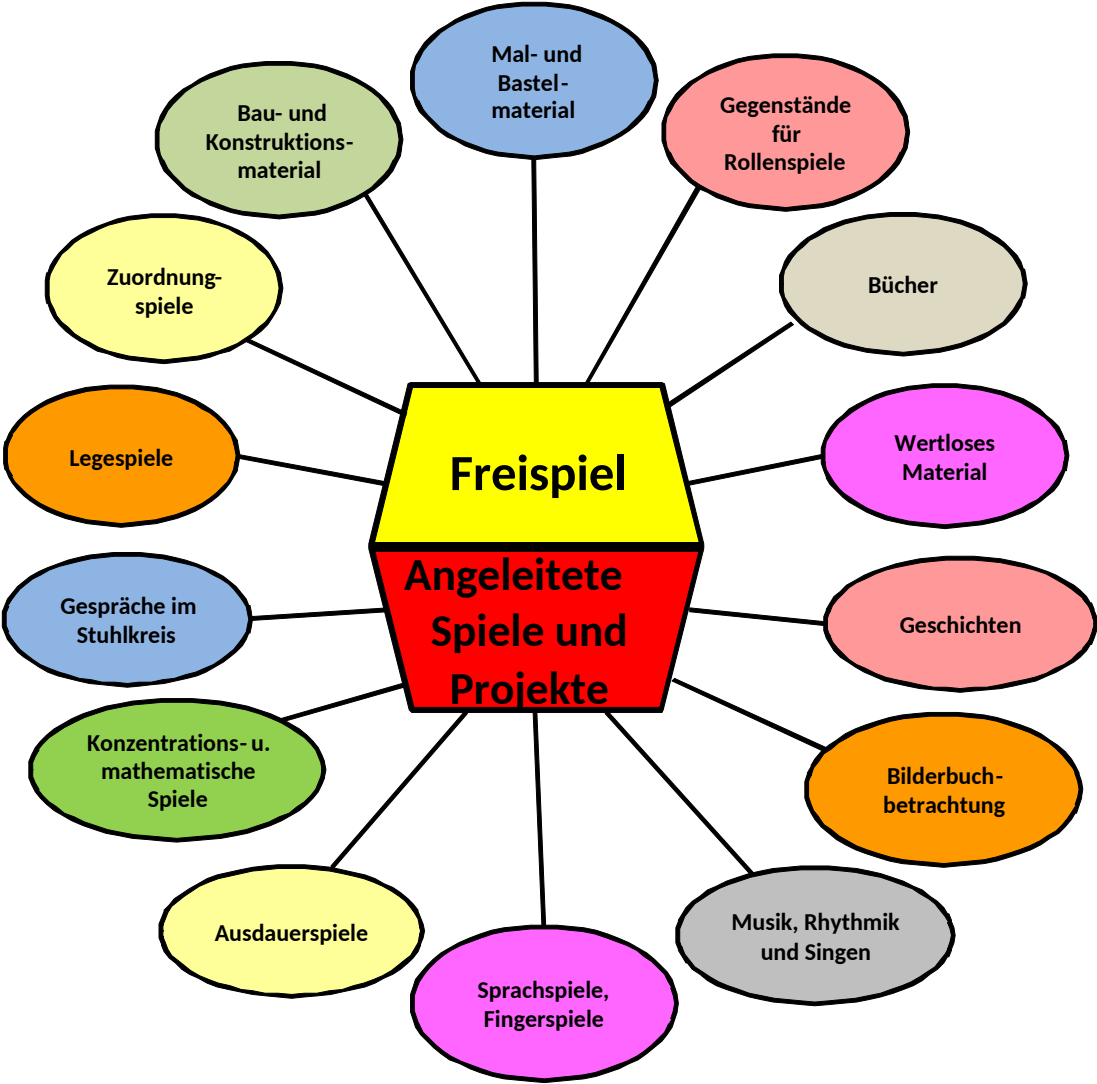 Mal- und
Bastel-
material
Bau- und
Konstruktions-
material
Gegenstände
für
Rollenspiele
Zuordnung-
spiele
Bücher
Legespiele
Wertloses
Material
Freispiel
Angeleitete
Spiele und
Projekte
Gespräche im
Stuhlkreis
Geschichten
Konzentrations- u.
mathematische
Spiele
Bilderbuch-
betrachtung
Ausdauerspiele
Musik, Rhythmik
und Singen
Sprachspiele,
Fingerspiele